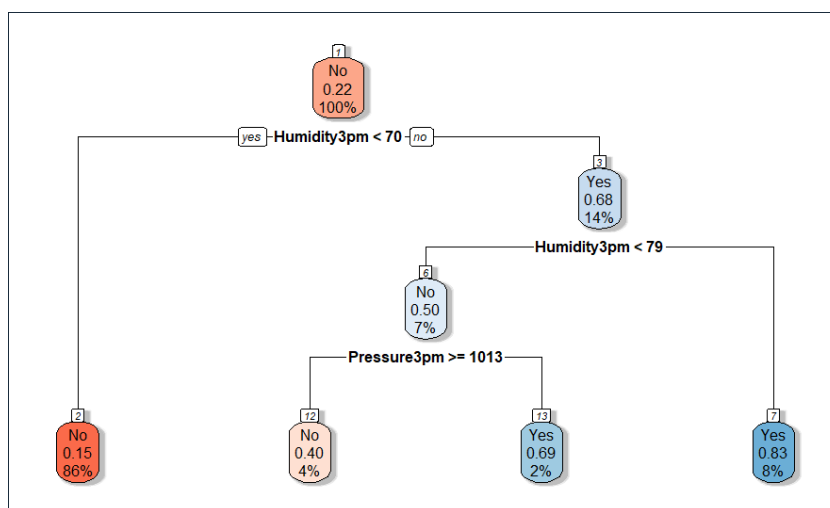 1
No
0.22
100%
yes Humidity3pm < 70 no
3
Yes
0.68
14%
Humidity3pm < 79
6
No
0.50
7%
Pressure3pm >= 1013
2
No
0.15
86%
12
No
0.40
4%
13
Yes
0.69
2%
7
Yes
0.83
8%